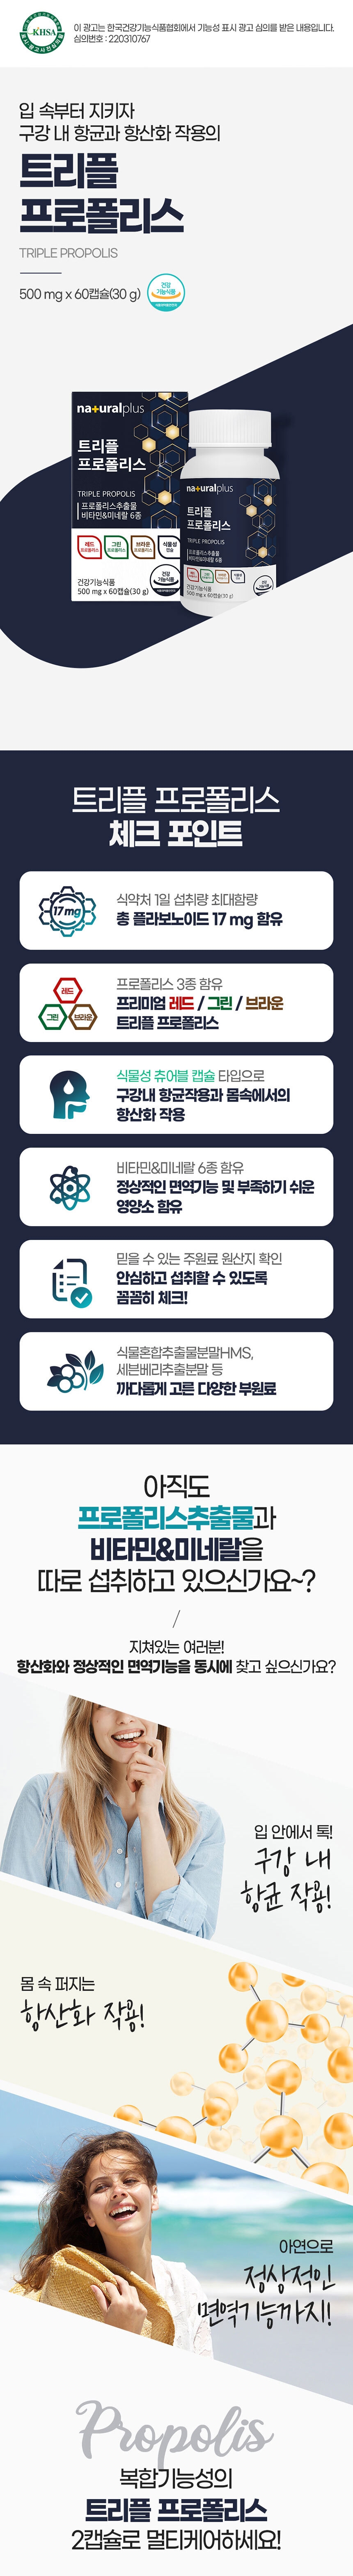 KHSA
이 광고는 한국건강기능식품협회에서 기능성 표시 광고 심의를 받은 내용입니다.
심의번호 : 220310767
입 속부터 지키자
구강 내 항균과 항산화 작용의
트리플
프로폴리스
TRIPLE PROPOLIS
500 mg x 60캡슐(30 g)
건강
기능식품
naturalplus
트리플
프로폴리스
TRIPLE PROPOLIS
프로폴리스추출물
비타민&미네랄 6종
레드
프로폴리스
그린
프로폴리스
브라운
프로폴리스
식물성
캡슐
건강기능식품
500 mg x 60캡슐(30 g)
건강
기능식품
naturalplus
트리플
프로폴리스
TRIPLE PROPOLIS
프로폴리스추출물
비타민&미네랄 6종
건강기능식품
500 mg x 60캡슐(30 g)
트리플 프로폴리스
체크 포인트
17 mg
식약처 1일 섭취량 최대함량
총 플라보노이드 17 mg 함유
레드
그린
브라운
프로폴리스 3종 함유
프리미엄 레드 / 그린 / 브라운
트리플 프로폴리스
식물성 츄어블 캡슐 타입으로
구강내 항균작용과 몸속에서의
항산화 작용
비타민&미네랄 6종 함유
정상적인 면역기능 및 부족하기 쉬운
영양소 함유
믿을 수 있는 주원료 원산지 확인
안심하고 섭취할 수 있도록
꼼꼼히 체크!
식물혼합추출물분말HMS,
세븐베리추출분말 등
까다롭게 고른 다양한 부원료
아직도
프로폴리스추출물과
비타민&미네랄을
따로 섭취하고 있으신가요~?
/
지쳐있는 여러분!
항산화와 정상적인 면역기능을 동시에 찾고 싶으신가요?
입 안에서 톡!
구강 내
항균 작용!
몸 속 퍼지는
항산화 작용!
아연으로
정상적인
면역기능까지!
Propolis
복합기능성의
트리플 프로폴리스
2캡슐로 멀티케어하세요!